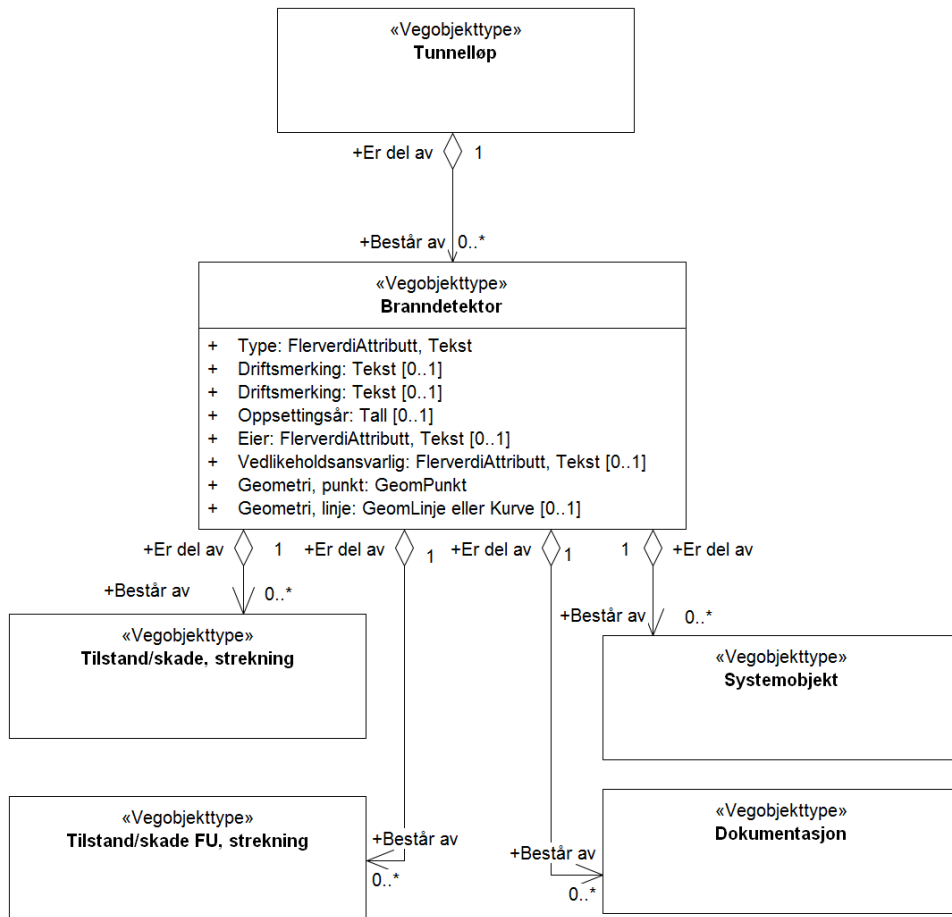 «Vegobjekttype»
Tunnelløp
+Er del av 1
+Består av 0..*
«Vegobjekttype»
Branndetektor
+ Type: FlerverdiAttributt, Tekst
+ Driftsmerking: Tekst [0..1]
+ Driftsmerking: Tekst [0..1]
+ Oppsettingsår: Tall [0..1]
+ Eier: FlerverdiAttributt, Tekst [0..1]
+ Vedlikeholdsansvarlig: FlerverdiAttributt, Tekst [0..1]
+ Geometri, punkt: GeomPunkt
+ Geometri, linje: GeomLinje eller Kurve [0..1]
+Er del av 1 +Er del av 1 +Er del av 1 1 +Er del av
+Består av 0..*
+Består av 0..*
«Vegobjekttype»
Tilstand/skade, strekning
«Vegobjekttype»
Systemobjekt
«Vegobjekttype»
Tilstand/skade FU, strekning
+Består av
0..*
+Består av
0..*
«Vegobjekttype»
Dokumentasjon